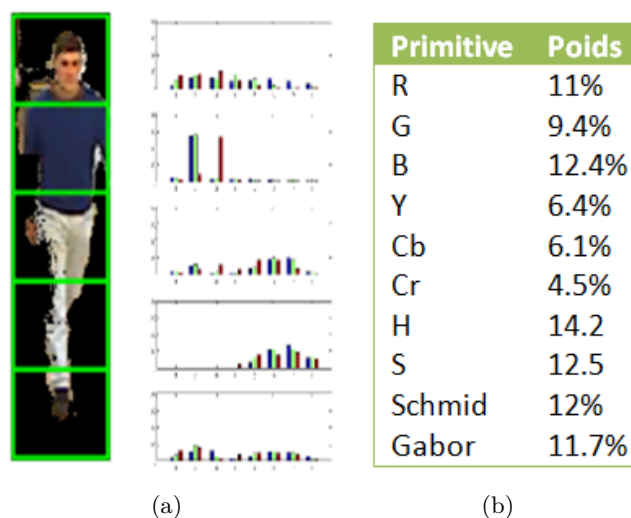 Primitive Poids
R 11%
G 9.4%
B 12.4%
Y 6.4%
Cb 6.1%
Cr 4.5%
H 14.2
S 12.5
Schmid 12%
Gabor 11.7%
(a) (b)